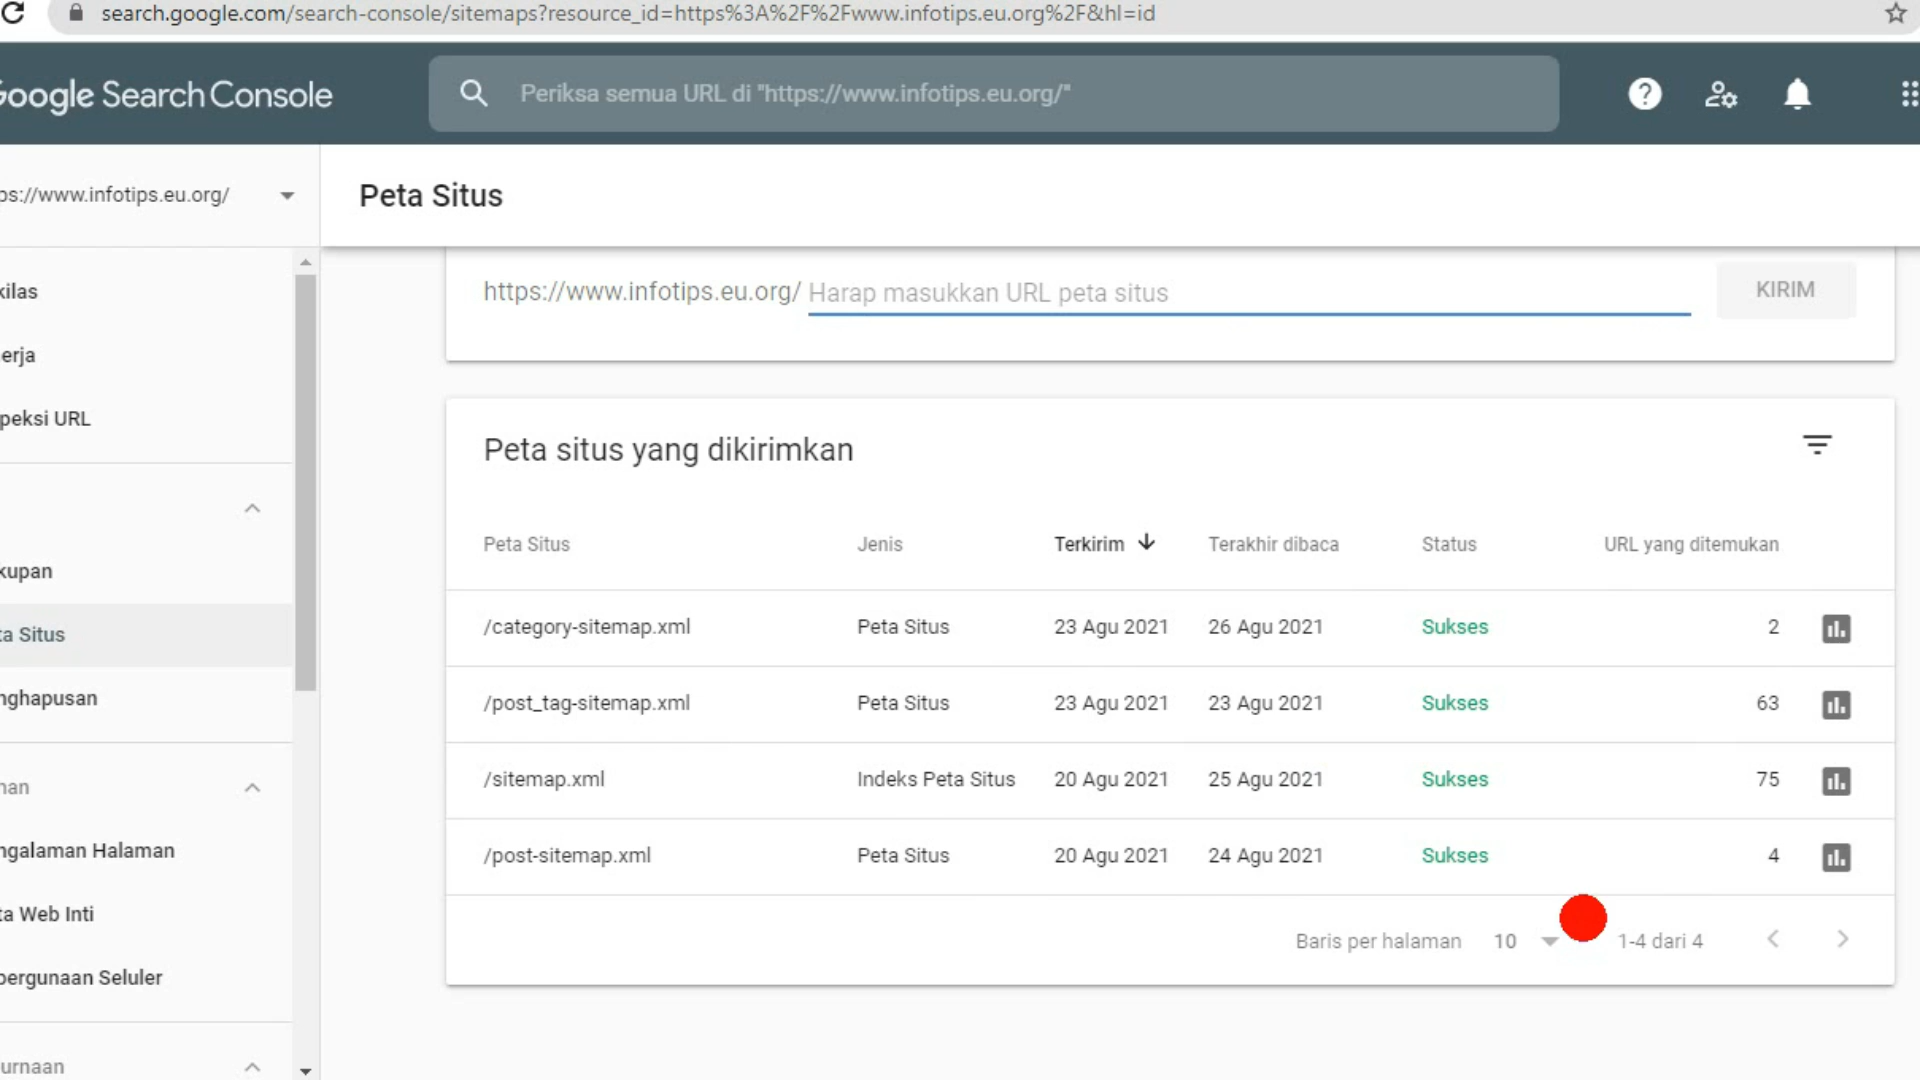 search.google.com/search-console/sitemaps?resource_id=https%3A%2F%2Fwww.infotips.eu.org%2F&hl=id
Google Search Console
Periksa semua URL di "https://www.infotips.eu.org/"
ps://www.infotips.eu.org/
Peta Situs
kilas
erja
peksi URL
kupan
ta Situs
nghapusan
man
ngalaman Halaman
ta Web Inti
bergunaan Seluler
urnaan
https://www.infotips.eu.org/ Harap masukkan URL peta situs
KIRIM
Peta situs yang dikirimkan
Peta Situs Jenis Terkirim Terakhir dibaca Status URL yang ditemukan
/category-sitemap.xml Peta Situs 23 Agu 2021 26 Agu 2021 Sukses 2
/post_tag-sitemap.xml Peta Situs 23 Agu 2021 23 Agu 2021 Sukses 63
/sitemap.xml Indeks Peta Situs 20 Agu 2021 25 Agu 2021 Sukses 75
/post-sitemap.xml Peta Situs 20 Agu 2021 24 Agu 2021 Sukses 4
Baris per halaman 10 1-4 dari 4